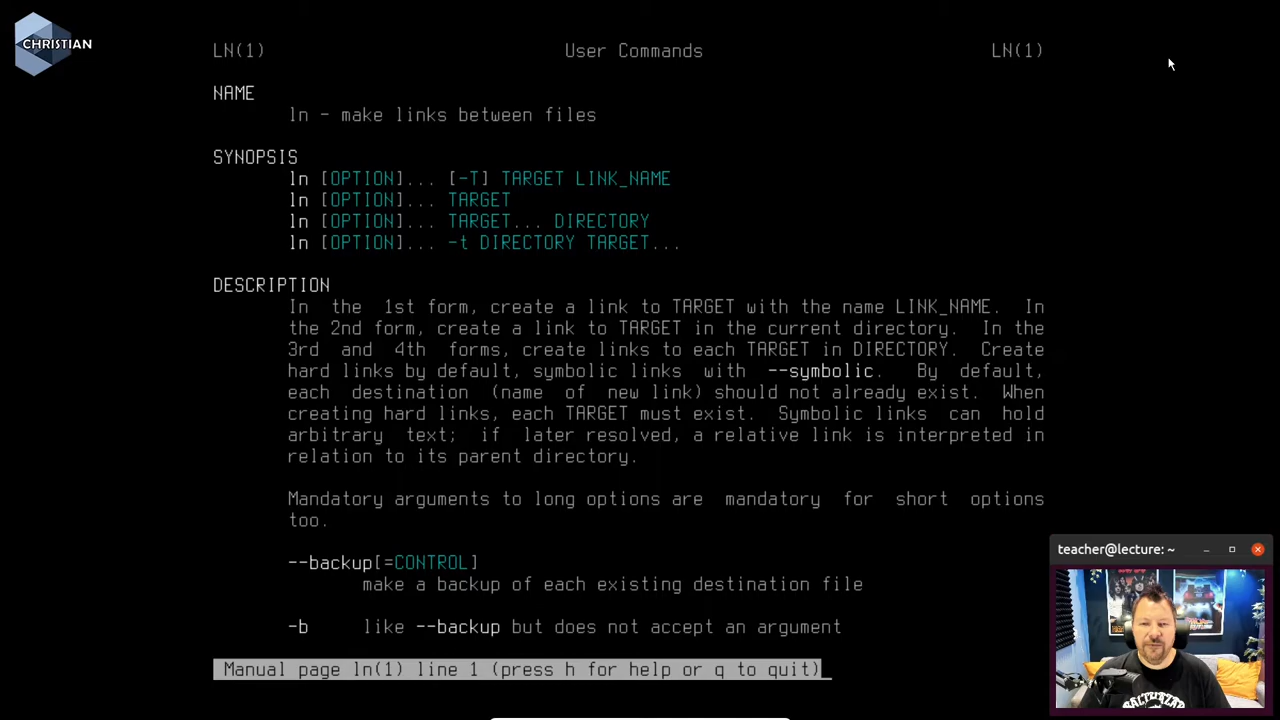 CHRISTIAN
LN(1) User Commands LN(1)
NAME
ln - make links between files
SYNOPSIS
ln [OPTION]... [-T] TARGET LINK_NAME
ln [OPTION]... TARGET
ln [OPTION]... TARGET... DIRECTORY
ln [OPTION]... -t DIRECTORY TARGET...
DESCRIPTION
In the 1st form, create a link to TARGET with the name LINK_NAME. In
the 2nd form, create a link to TARGET in the current directory. In the
3rd and 4th forms, create links to each TARGET in DIRECTORY. Create
hard links by default, symbolic links with --symbolic. By default,
each destination (name of new link) should not already exist. When
creating hard links, each TARGET must exist. Symbolic links can hold
arbitrary text; if later resolved, a relative link is interpreted in
relation to its parent directory.
Mandatory arguments to long options are mandatory for short options
too.
--backup[=CONTROL]
make a backup of each existing destination file
-b like --backup but does not accept an argument
Manual page ln(1) line 1 (press h for help or q to quit)
teacher@lecture: ~